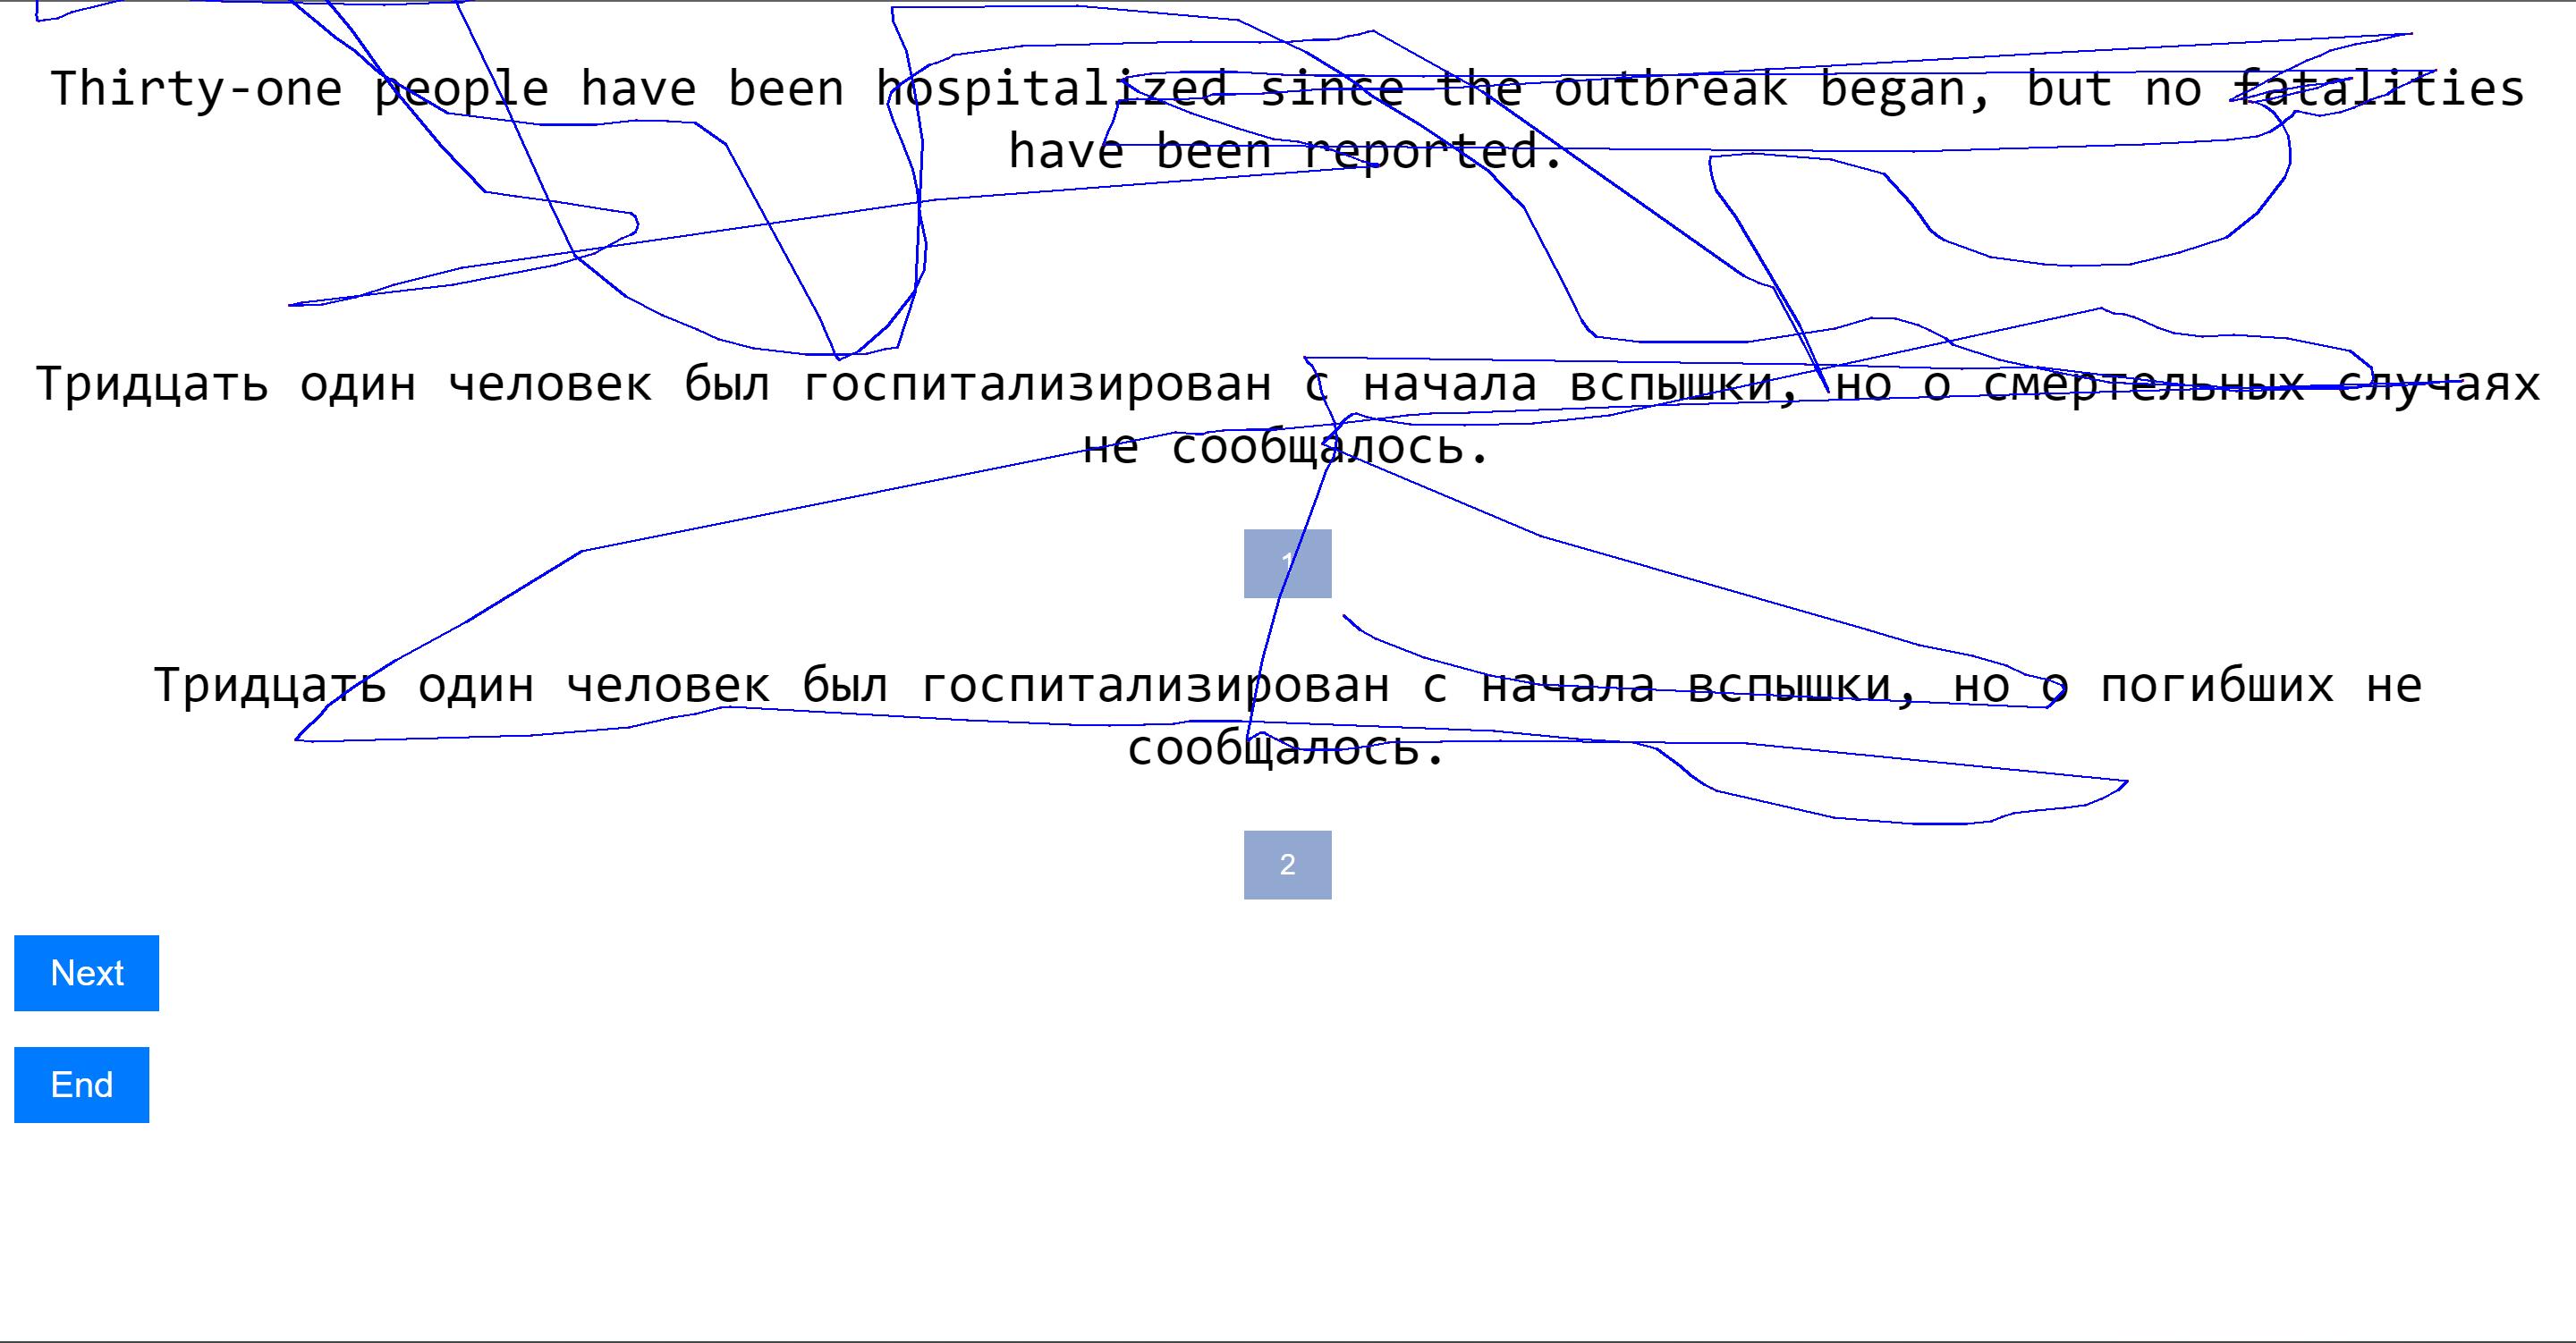 Thirty-one people have been hospitalized since the outbreak began, but no fatalities
have been reported.
Тридцать один человек был госпитализирован с начала вспышки, но о смертельных случаях
не сообщалось.
1
Тридцать один человек был госпитализирован с начала вспышки, но о погибших не
сообщалось.
2
Next
End